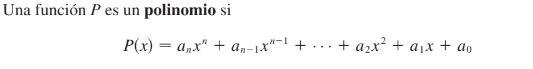 Una función P es un polinomio si
P(x) = aₙxⁿ + aₙ₋₁xⁿ⁻¹ + ⋯ + a₂x² + a₁x + a₀